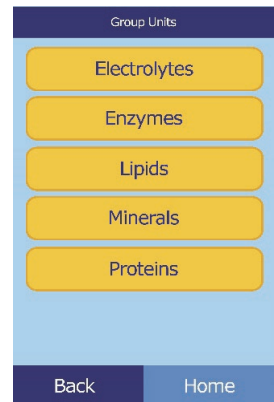 Group Units
Electrolytes
Enzymes
Lipids
Minerals
Proteins
Back Home